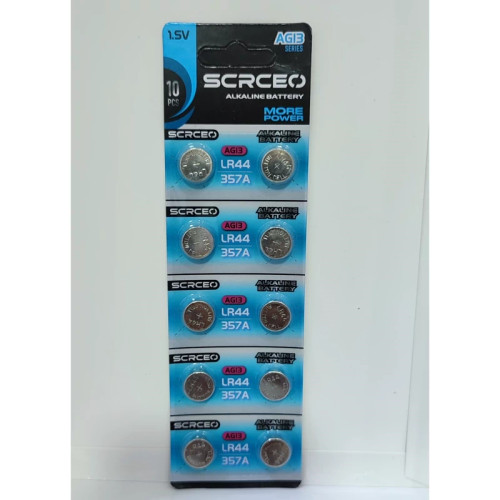 1.5V
AG13
SERIES
10
PCS
SCRCEO
ALKALINE BATTERY
MORE
POWER
SCRCEO
AG13
ALKALINE
BATTERY
LR44
357A
SCRCEO
AG13
ALKALINE
BATTERY
LR44
357A
SCRCEO
AG13
ALKALINE
BATTERY
LR44
357A
SCRCEO
AG13
ALKALINE
BATTERY
LR44
357A
SCRCEO
AG13
ALKALINE
BATTERY
LR44
357A